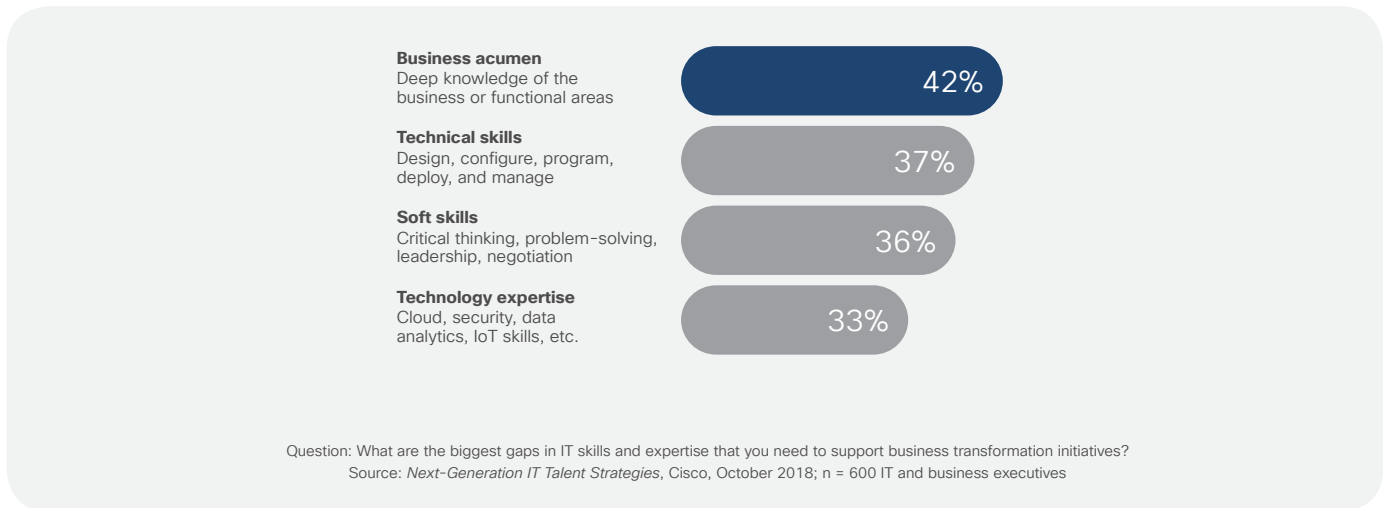 Business acumen
Deep knowledge of the
business or functional areas
42%
Technical skills
Design, configure, program,
deploy, and manage
37%
Soft skills
Critical thinking, problem-solving,
leadership, negotiation
36%
Technology expertise
Cloud, security, data
analytics, IoT skills, etc.
33%
Question: What are the biggest gaps in IT skills and expertise that you need to support business transformation initiatives?
Source: Next-Generation IT Talent Strategies, Cisco, October 2018; n = 600 IT and business executives